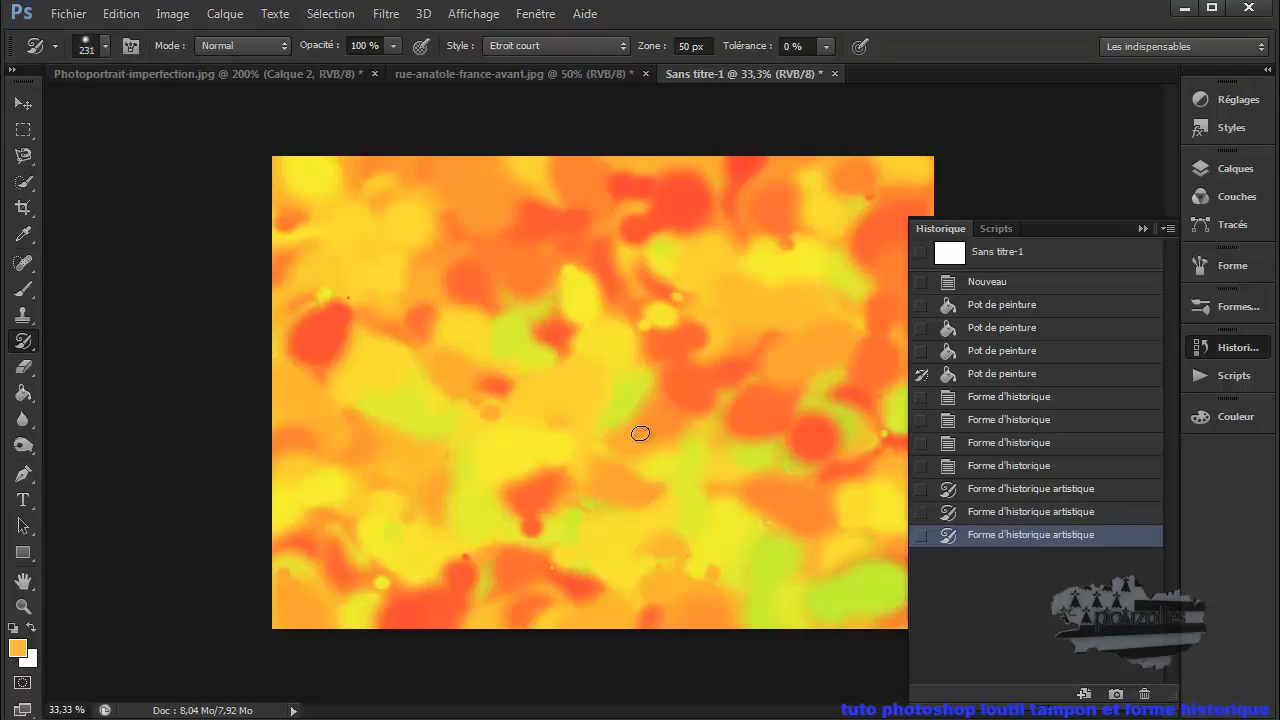 Ps Fichier Edition Image Calque Texte Sélection Filtre 3D Affichage Fenêtre Aide
231 Mode : Normal Opacité : 100 % Style : Etroit court Zone : 50 px Tolérance : 0 % Les indispensables
Photoportrait-imperfection.jpg @ 200% (Calque 2, RVB/8) * × rue-anatole-france-avant.jpg @ 50% (RVB/8) * × Sans titre-1 @ 33,3% (RVB/8) * ×
Réglages
Styles
Calques
Couches
Tracés
Forme
Formes...
Histori...
Scripts
Couleur
Historique Scripts
Sans titre-1
Nouveau
Pot de peinture
Pot de peinture
Pot de peinture
Pot de peinture
Forme d'historique
Forme d'historique
Forme d'historique
Forme d'historique
Forme d'historique artistique
Forme d'historique artistique
Forme d'historique artistique
pouzolles
T
33,33 % Doc : 8,04 Mo/7,92 Mo
tuto photoshop loutil tampon et forme historique